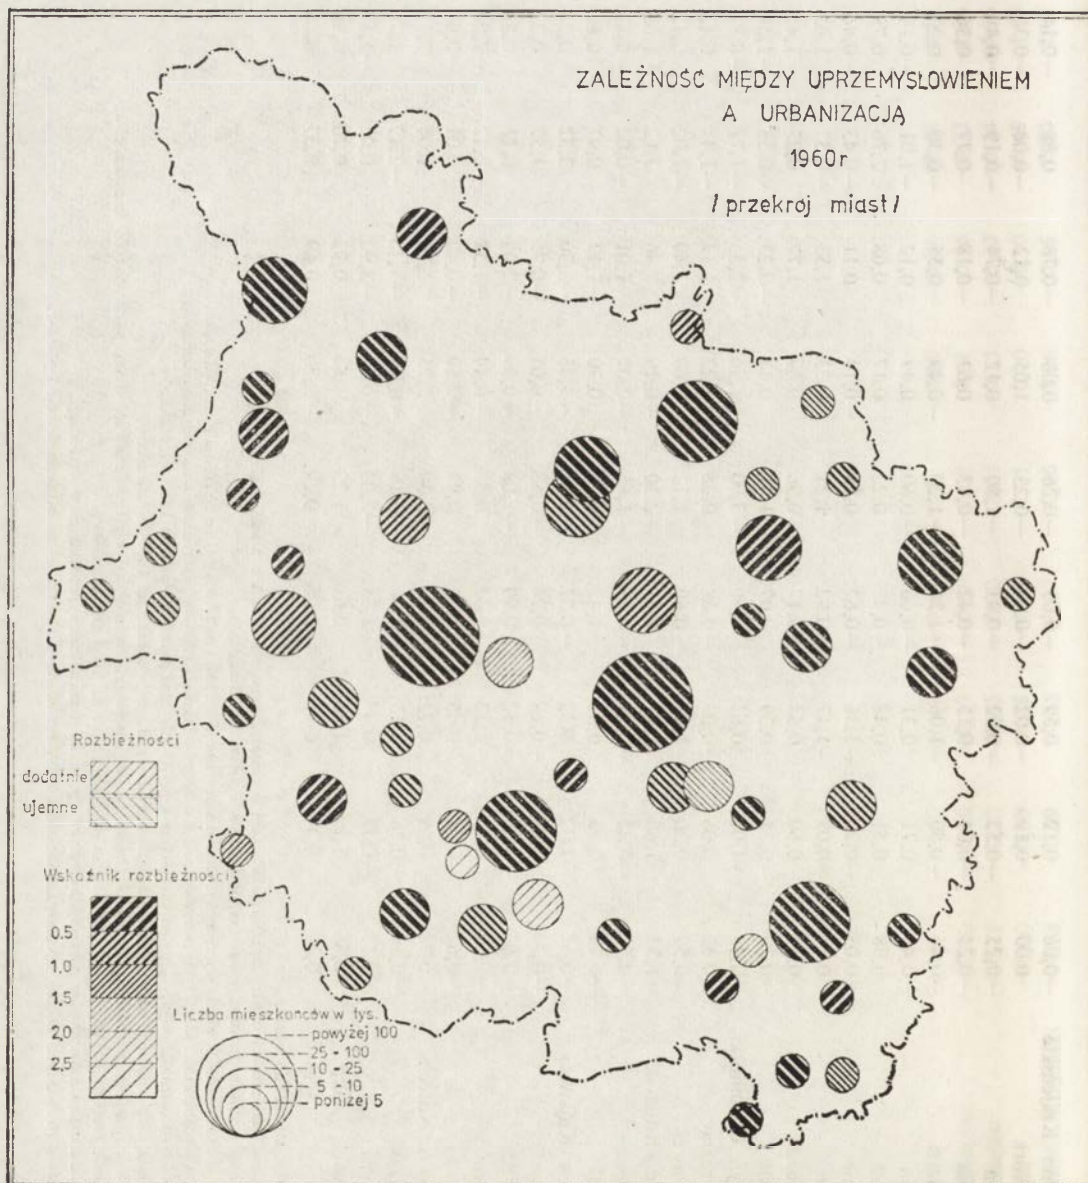 ZALEŻNOŚĆ MIĘDZY UPRZEMYSŁOWIENIEM
A URBANIZACJĄ
1960r
/ przekrój miast /
Rozbieżności
dodatnie
ujemne
Wskaźnik rozbieżności
0.5
1.0
1,5
2,0
2,5
Liczba mieszkańców w tys.
powyżej 100
25 - 100
10 - 25
5 - 10
poniżej 5